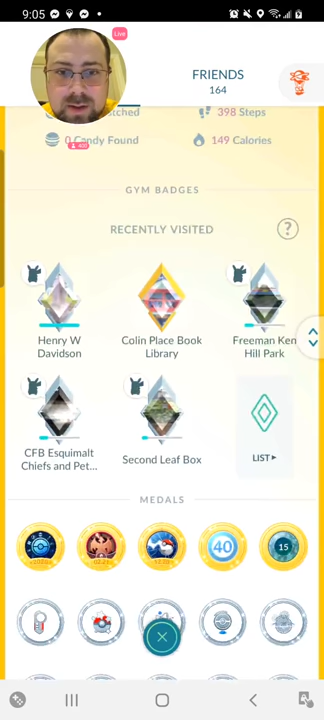 9:05
Live
FRIENDS
164
398 Steps
0 Candy Found
149 Calories
GYM BADGES
RECENTLY VISITED
?
Henry W
Davidson
Colin Place Book
Library
Freeman Ken
Hill Park
CFB Esquimalt
Chiefs and Pet...
Second Leaf Box
LIST▸
MEDALS
40
15